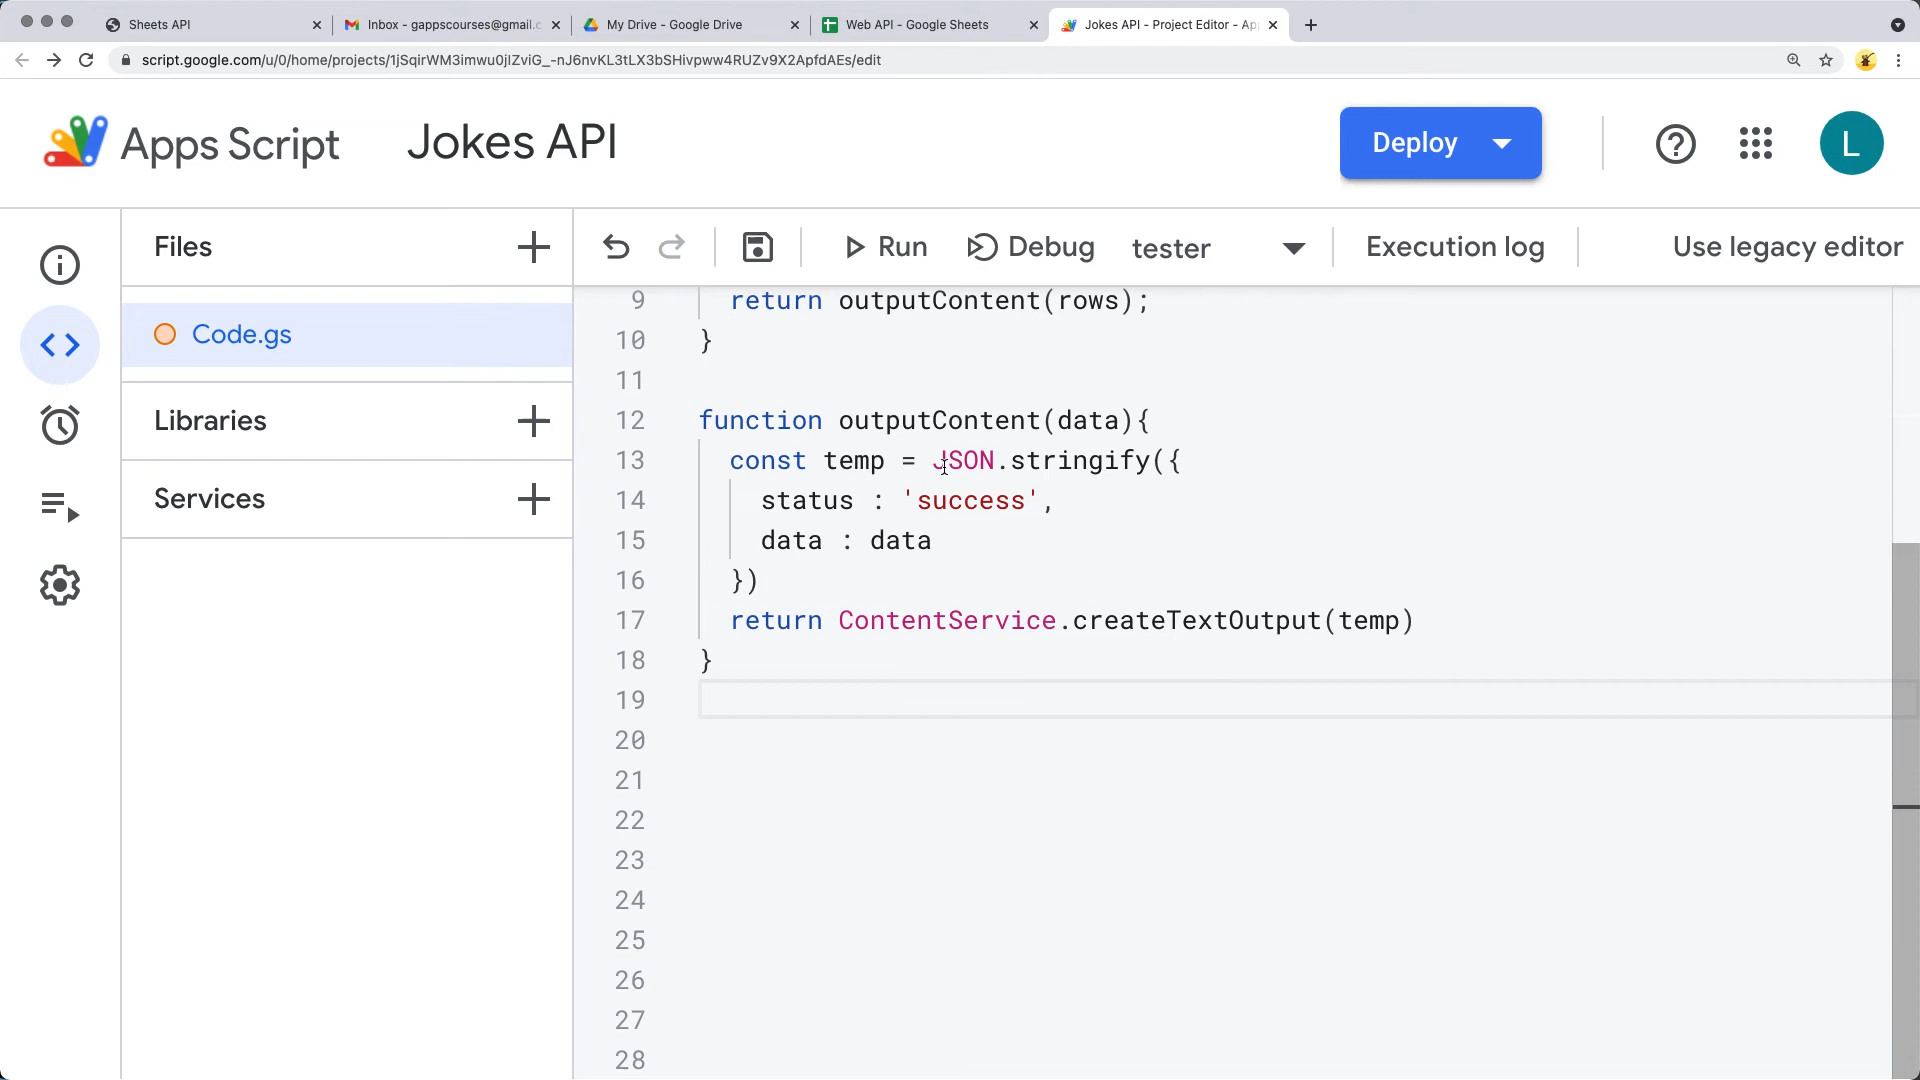 Sheets API
Inbox - gappscourses@gmail.c
My Drive - Google Drive
Web API - Google Sheets
Jokes API - Project Editor - Ap
script.google.com/u/0/home/projects/1jSqirWM3imwu0jIZviG_-nJ6nvKL3tLX3bSHivpww4RUZv9X2ApfdAEs/edit
Apps Script
Jokes API
Deploy
L
Files
Run
Debug
tester
Execution log
Use legacy editor
Code.gs
Libraries
Services
9 return outputContent(rows);
10 }
11
12 function outputContent(data){
13 const temp = JSON.stringify({
14 status : 'success',
15 data : data
16 })
17 return ContentService.createTextOutput(temp)
18 }
19
20
21
22
23
24
25
26
27
28